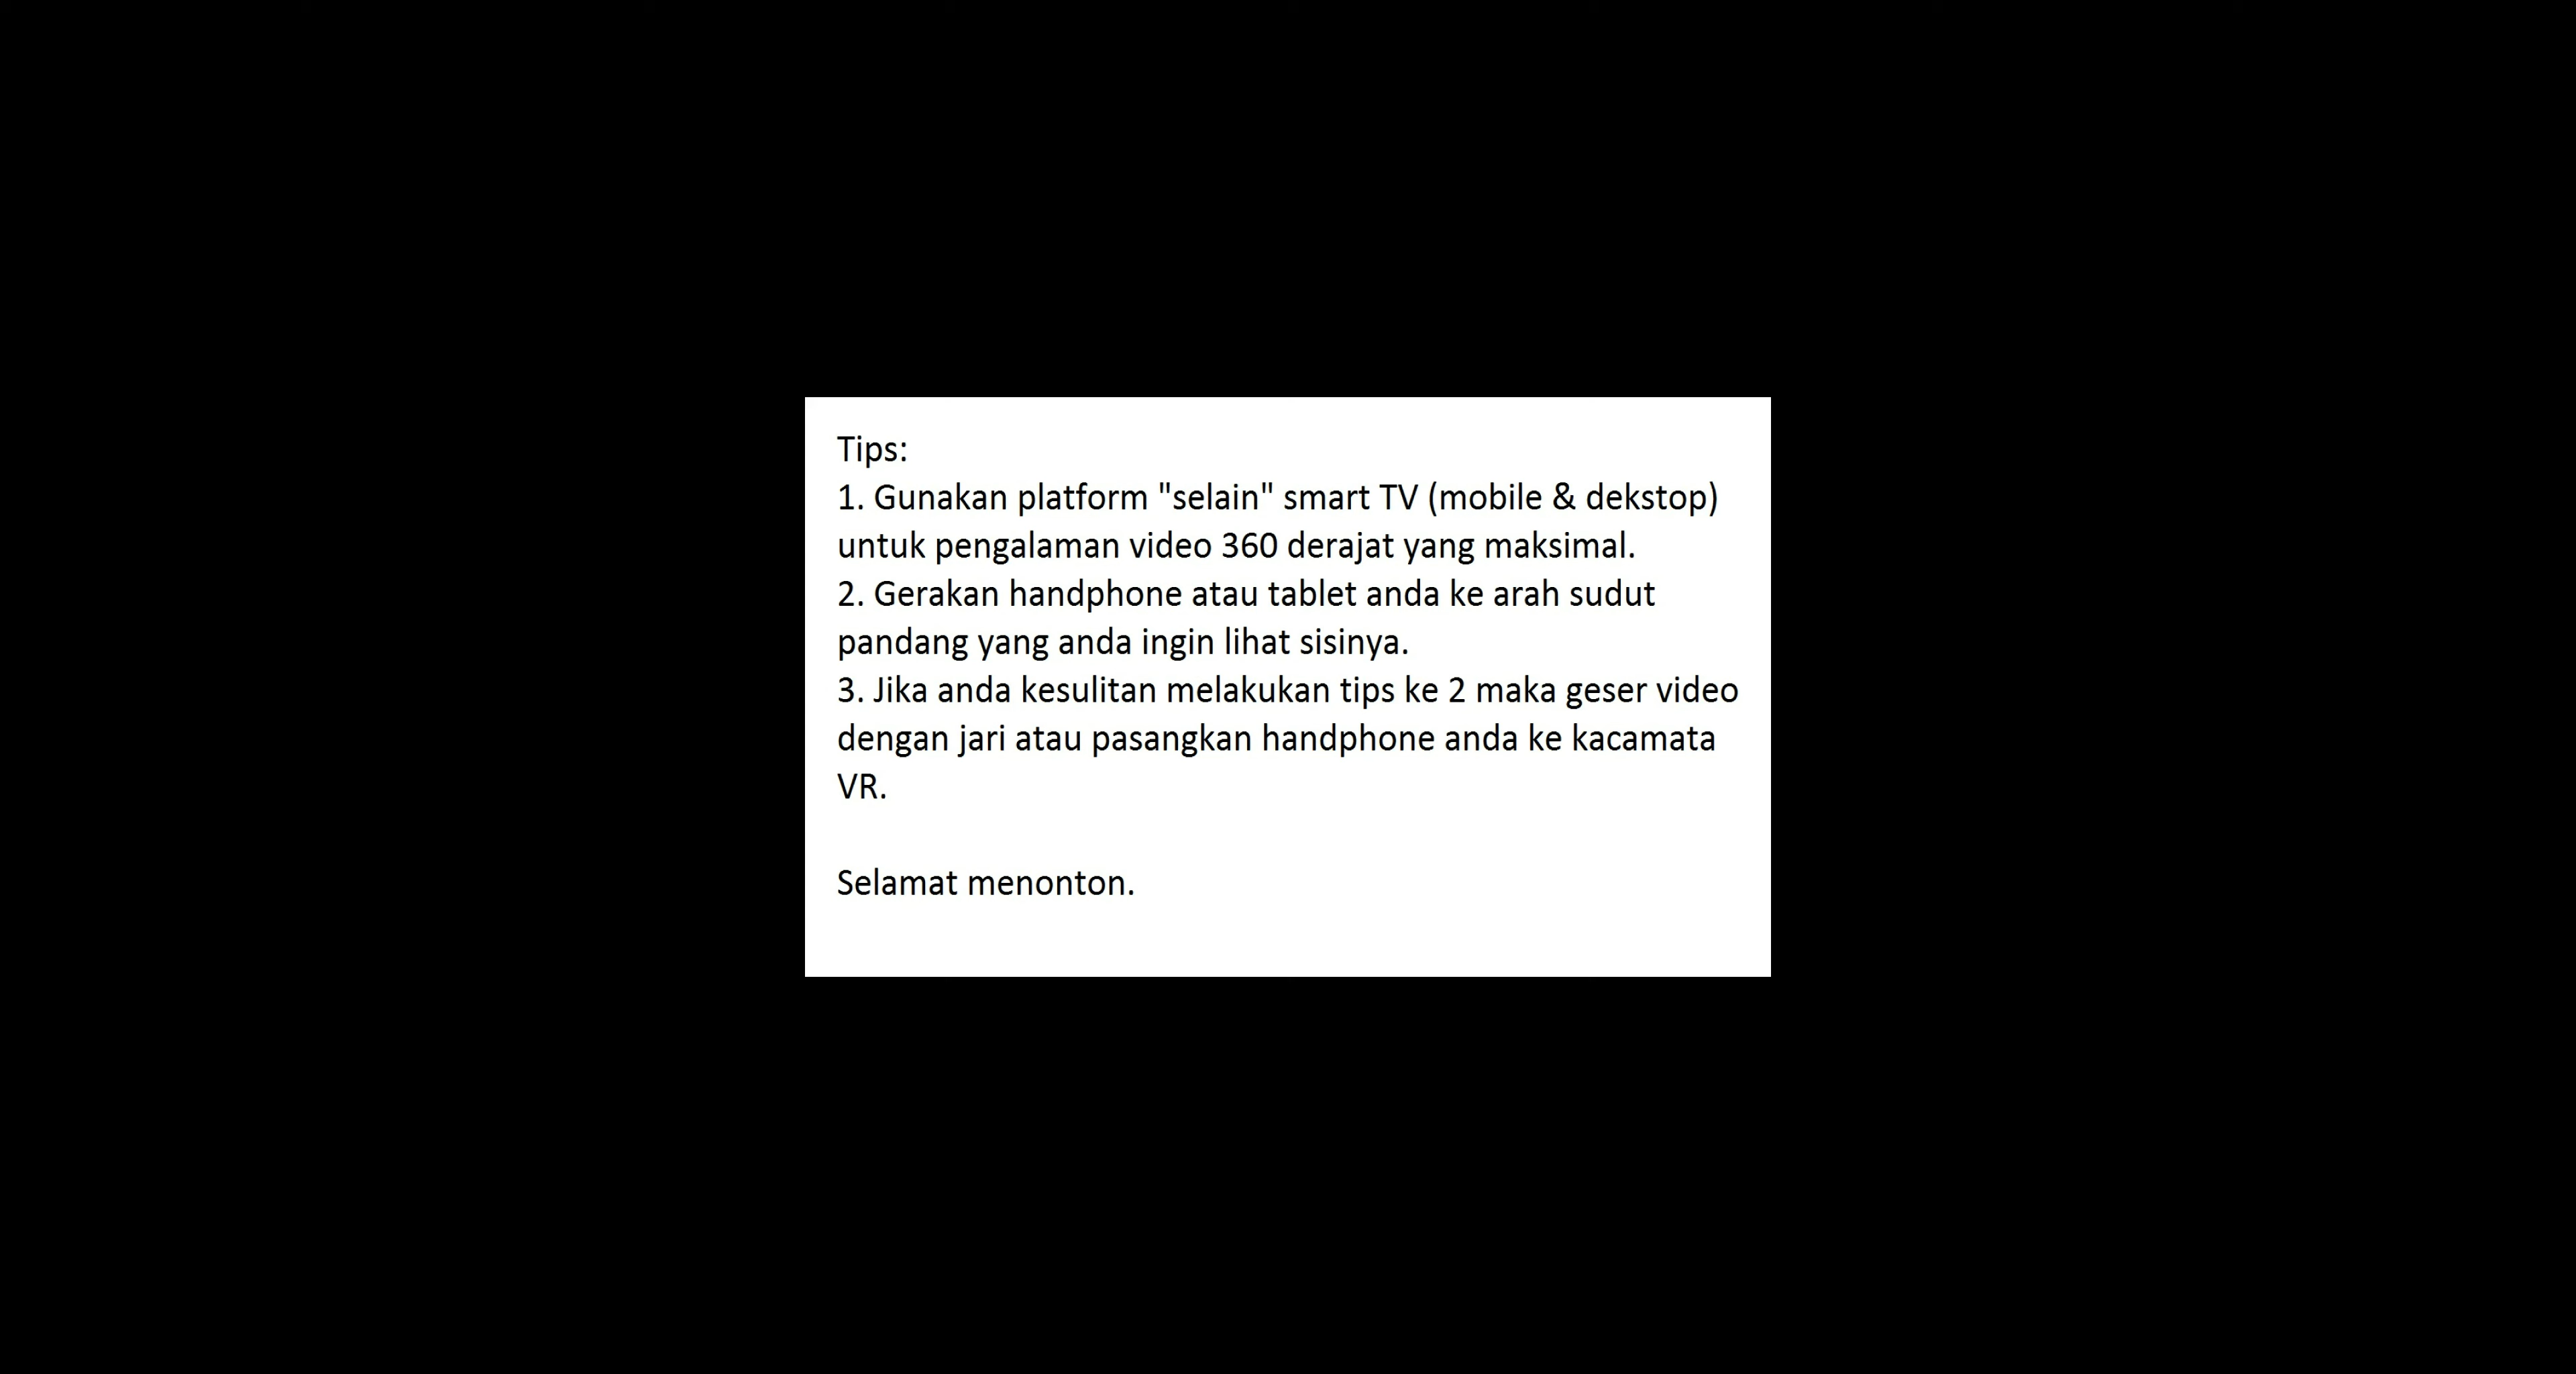 Tips:
1. Gunakan platform "selain" smart TV (mobile & dekstop)
untuk pengalaman video 360 derajat yang maksimal.
2. Gerakan handphone atau tablet anda ke arah sudut
pandang yang anda ingin lihat sisinya.
3. Jika anda kesulitan melakukan tips ke 2 maka geser video
dengan jari atau pasangkan handphone anda ke kacamata
VR.
Selamat menonton.